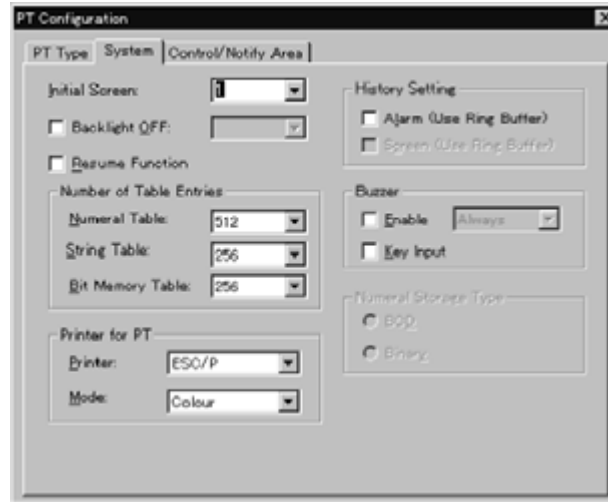 PT Configuration
PT Type System Control/Notify Area
Initial Screen: 1
Backlight OFF:
Resume Function
Number of Table Entries
Numeral Table: 512
String Table: 256
Bit Memory Table: 256
Printer for PT
Printer: ESC/P
Mode: Colour
History Setting
Alarm (Use Ring Buffer)
Screen (Use Ring Buffer)
Buzzer
Enable Always
Key Input
Numeral Storage Type
BCD
Binary